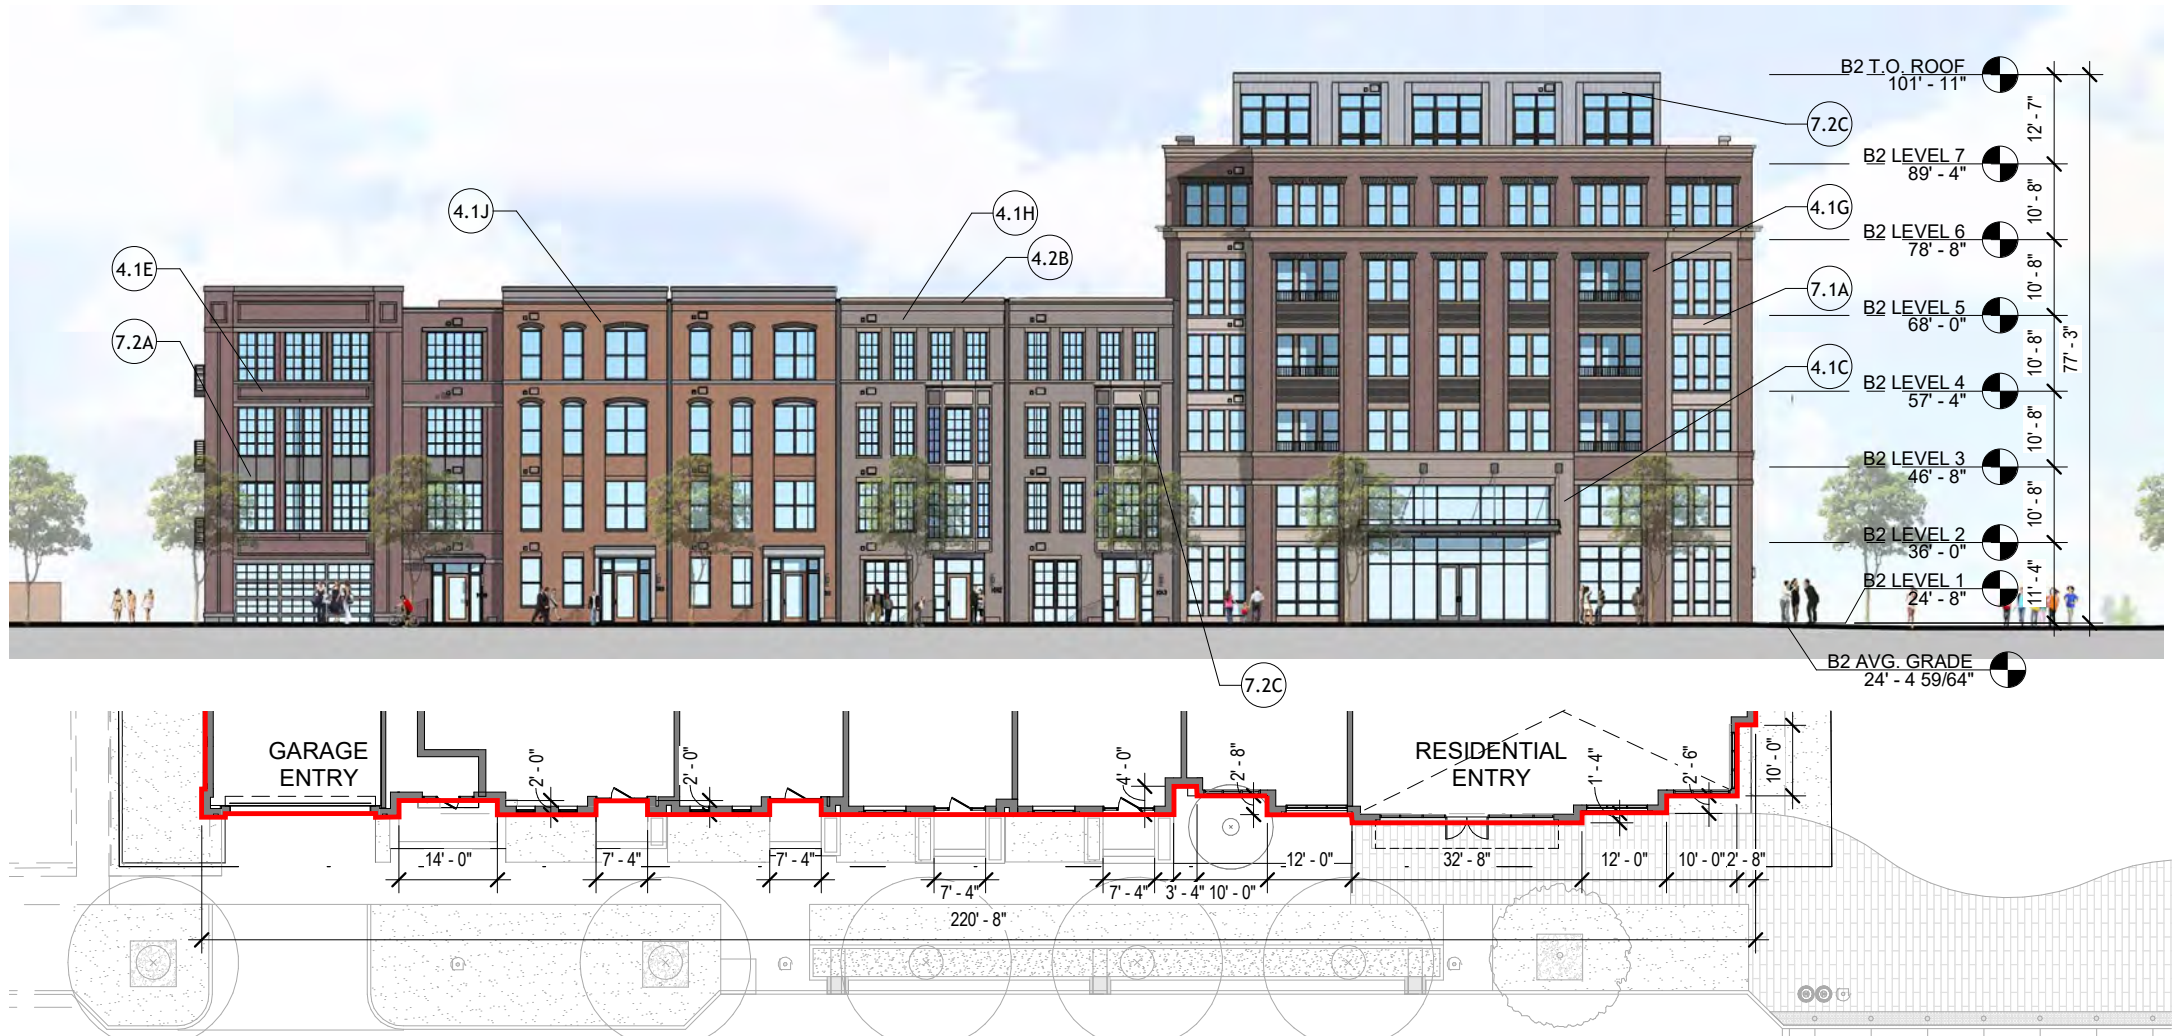 B2 T.O. ROOF
101' - 11"
12' - 7"
7.2C
B2 LEVEL 7
89' - 4"
10' - 8"
4.1J
4.1H
4.1G
B2 LEVEL 6
78' - 8"
4.2B
4.1E
10' - 8"
7.1A
B2 LEVEL 5
68' - 0"
7.2A
10' - 8"
77' - 3"
4.1C
B2 LEVEL 4
57' - 4"
10' - 8"
B2 LEVEL 3
46' - 8"
10' - 8"
B2 LEVEL 2
36' - 0"
B2 LEVEL 1
24' - 8"
11' - 4"
B2 AVG. GRADE
24' - 4 59/64"
7.2C
GARAGE
ENTRY
2' - 0"
2' - 0"
4' - 0"
2' - 8"
RESIDENTIAL
ENTRY
1' - 4"
2' - 6"
10' - 0"
14' - 0"
7' - 4"
7' - 4"
12' - 0"
32' - 8"
12' - 0"
10' - 0"
2' - 8"
7' - 4"
7' - 4"
3' - 4"
10' - 0"
220' - 8"